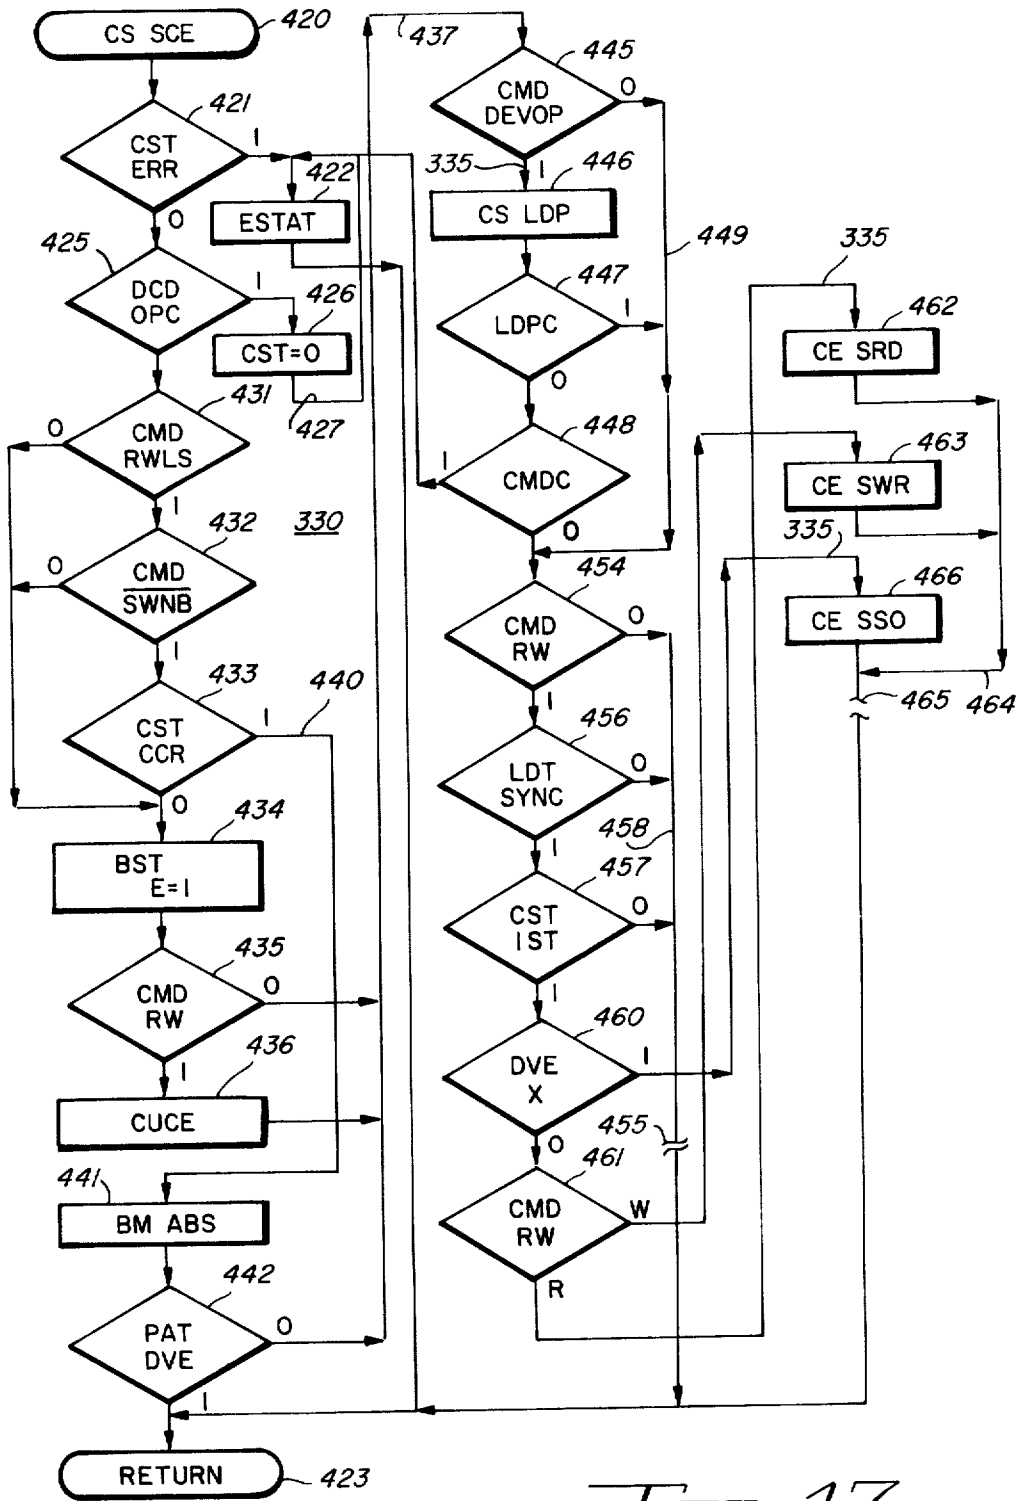 CS SCE
420
421
CST
ERR
1
0
422
ESTAT
425
DCD
OPC
1
426
CST=0
427
431
CMD
RWLS
0
1
330
432
CMD
SWNB
0
1
433
CST
CCR
1
440
0
434
BST
E=1
435
CMD
RW
0
1
436
CUCE
441
BM ABS
442
PAT
DVE
0
1
RETURN
423
437
445
CMD
DEVOP
0
335
1
446
CS LDP
449
447
LDPC
1
0
448
CMDC
1
0
454
CMD
RW
0
1
456
LDT
SYNC
0
458
1
457
CST
1ST
0
1
460
DVE
X
1
455
0
461
CMD
RW
W
R
335
462
CE SRD
463
CE SWR
335
466
CE SSO
465
464